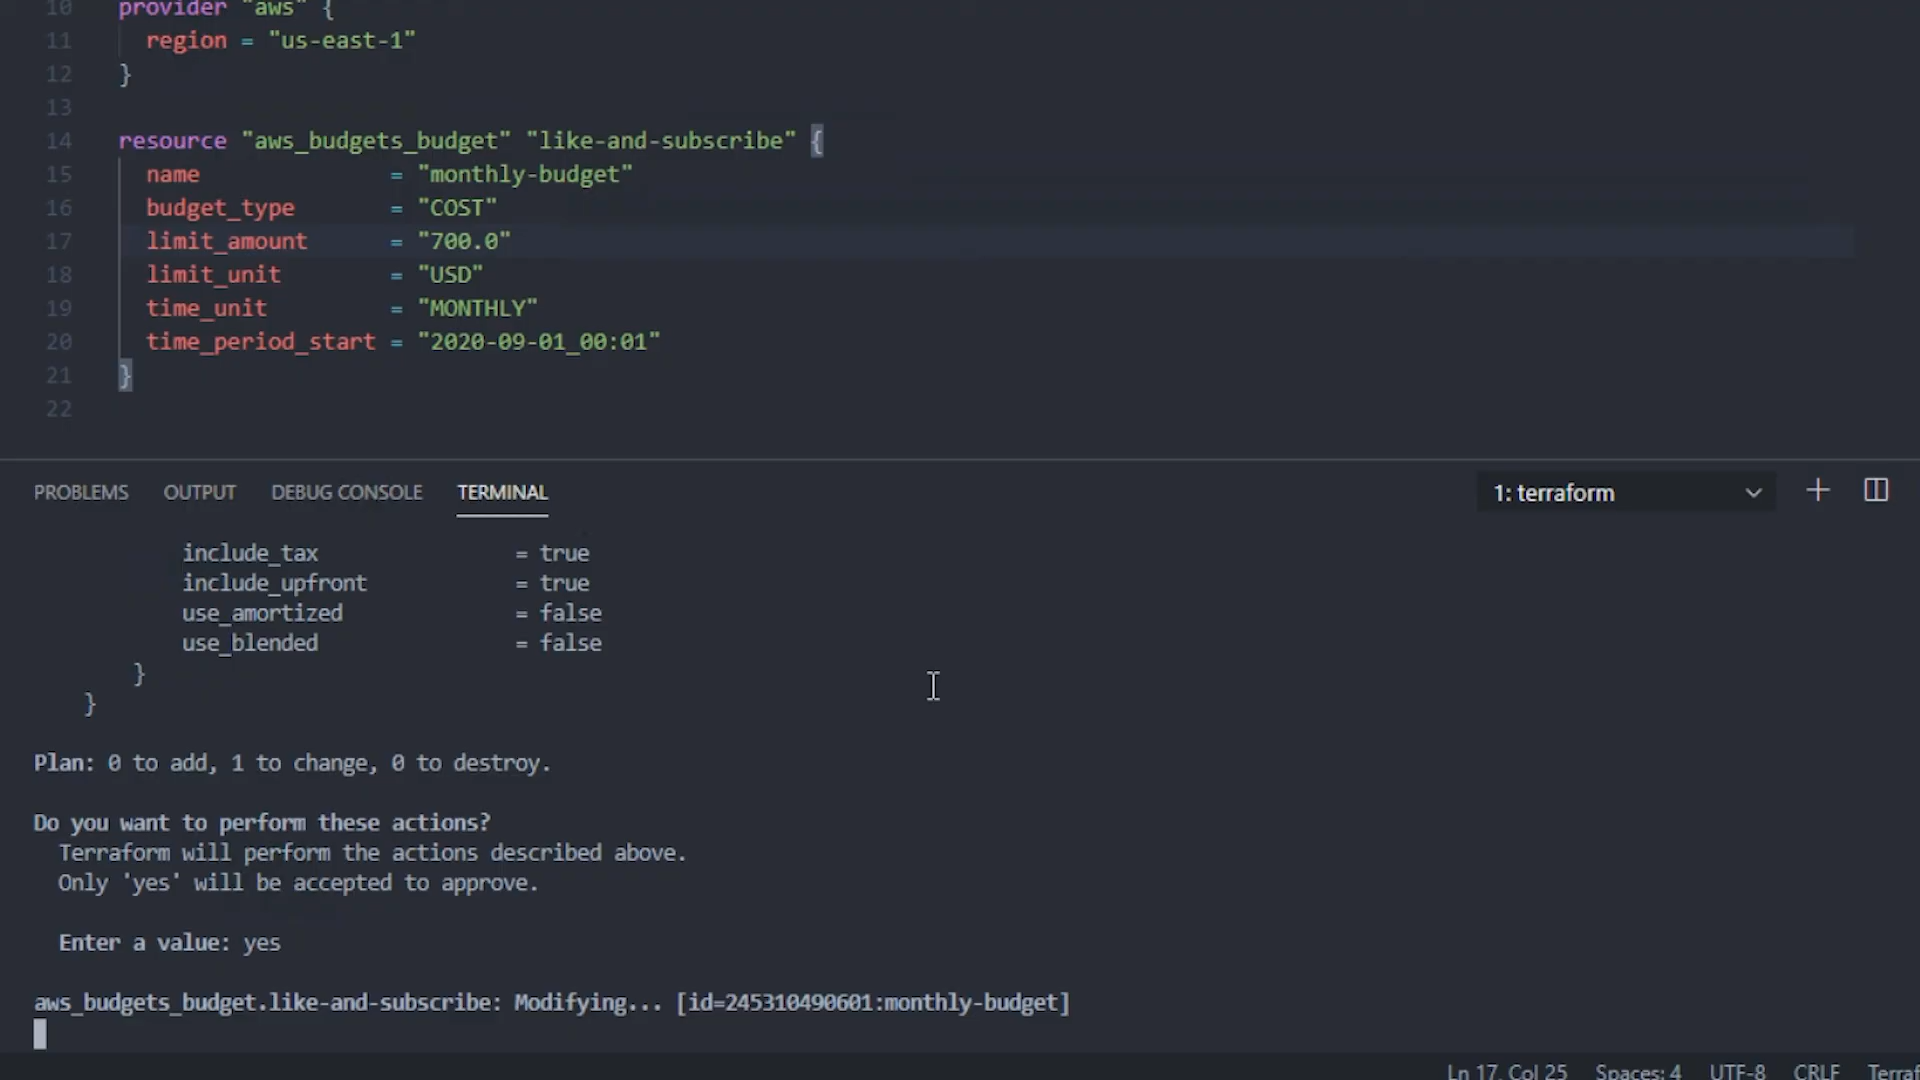 10 provider "aws" {
11 region = "us-east-1"
12 }
13
14 resource "aws_budgets_budget" "like-and-subscribe" {
15 name = "monthly-budget"
16 budget_type = "COST"
17 limit_amount = "700.0"
18 limit_unit = "USD"
19 time_unit = "MONTHLY"
20 time_period_start = "2020-09-01_00:01"
21 }
22
PROBLEMS OUTPUT DEBUG CONSOLE TERMINAL 1: terraform
include_tax = true
include_upfront = true
use_amortized = false
use_blended = false
}
}
Plan: 0 to add, 1 to change, 0 to destroy.
Do you want to perform these actions?
Terraform will perform the actions described above.
Only 'yes' will be accepted to approve.
Enter a value: yes
aws_budgets_budget.like-and-subscribe: Modifying... [id=245310490601:monthly-budget]
Ln 17, Col 25 Spaces: 4 UTF-8 CRLF Terraf